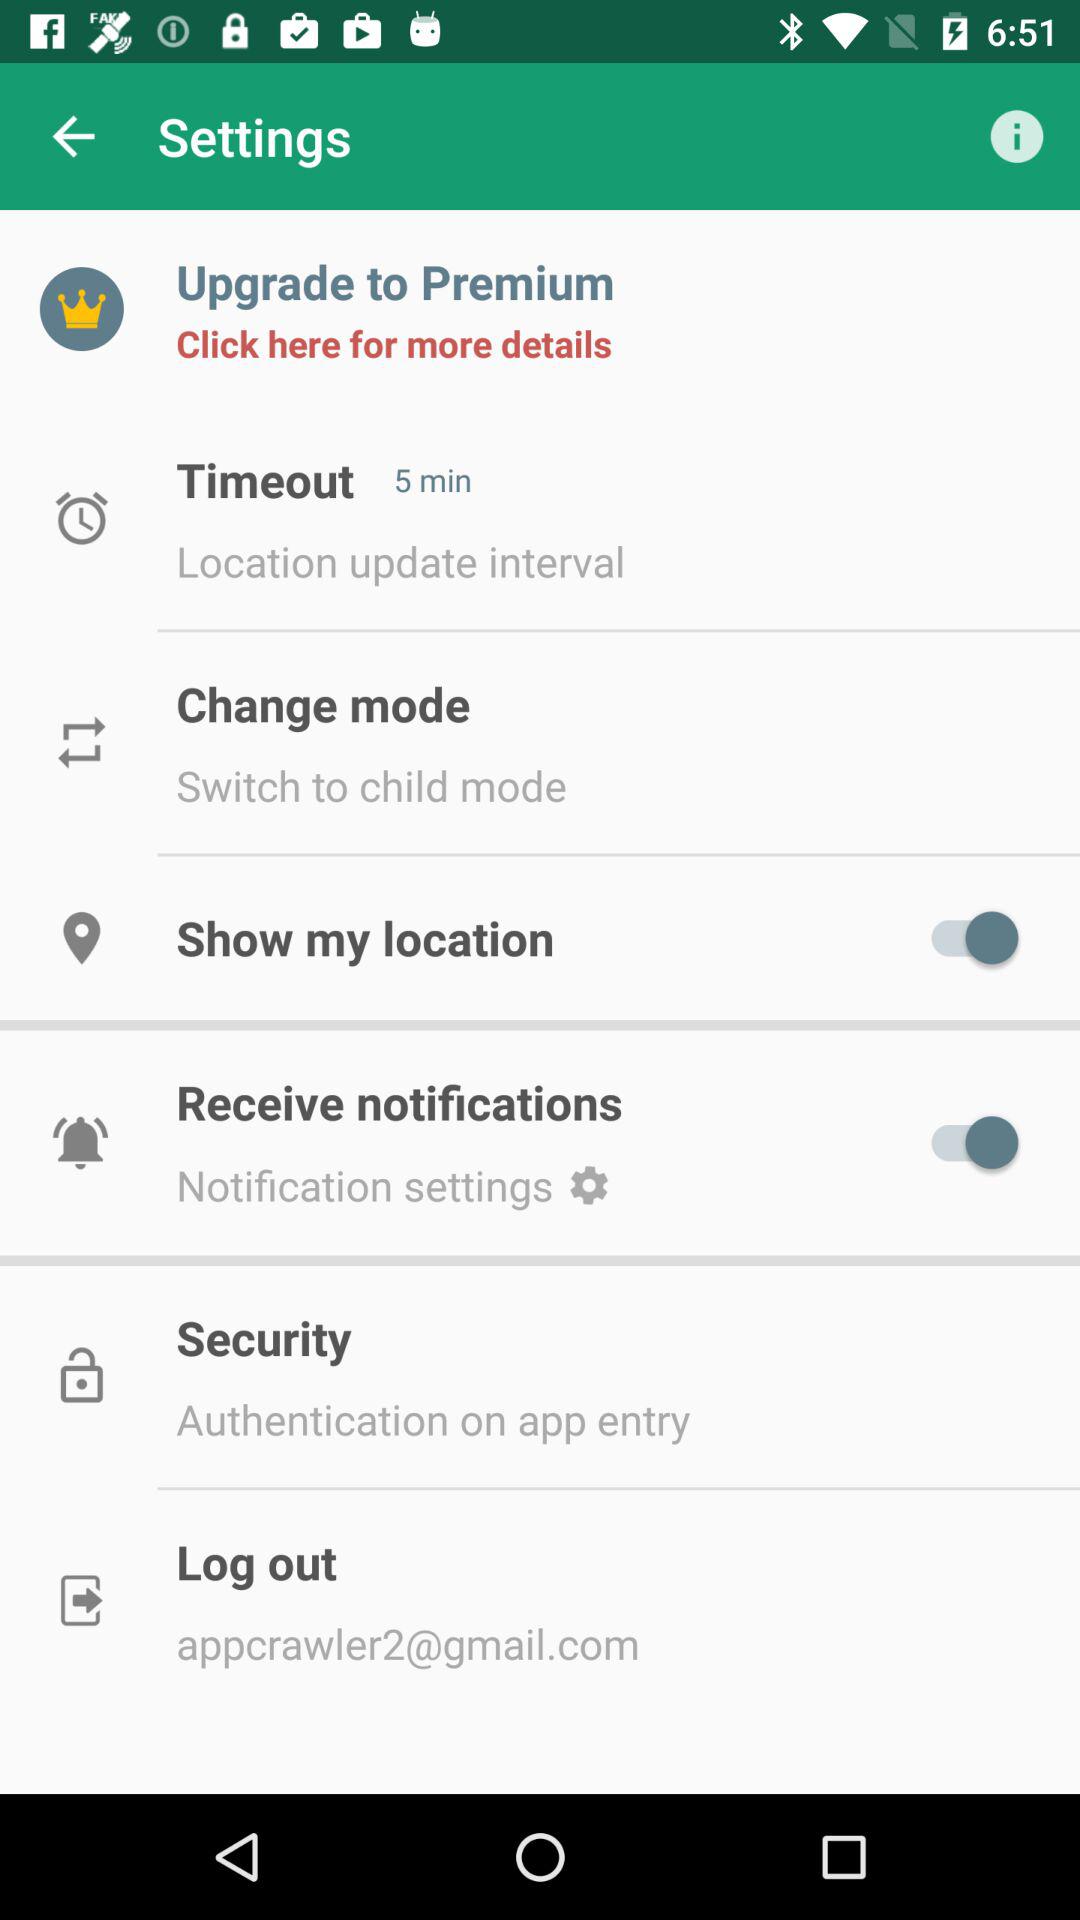 FAKE
6:51
Settings
Upgrade to Premium
Click here for more details
Timeout 5 min
Location update interval
Change mode
Switch to child mode
Show my location
Receive notifications
Notification settings
Security
Authentication on app entry
Log out
appcrawler2@gmail.com